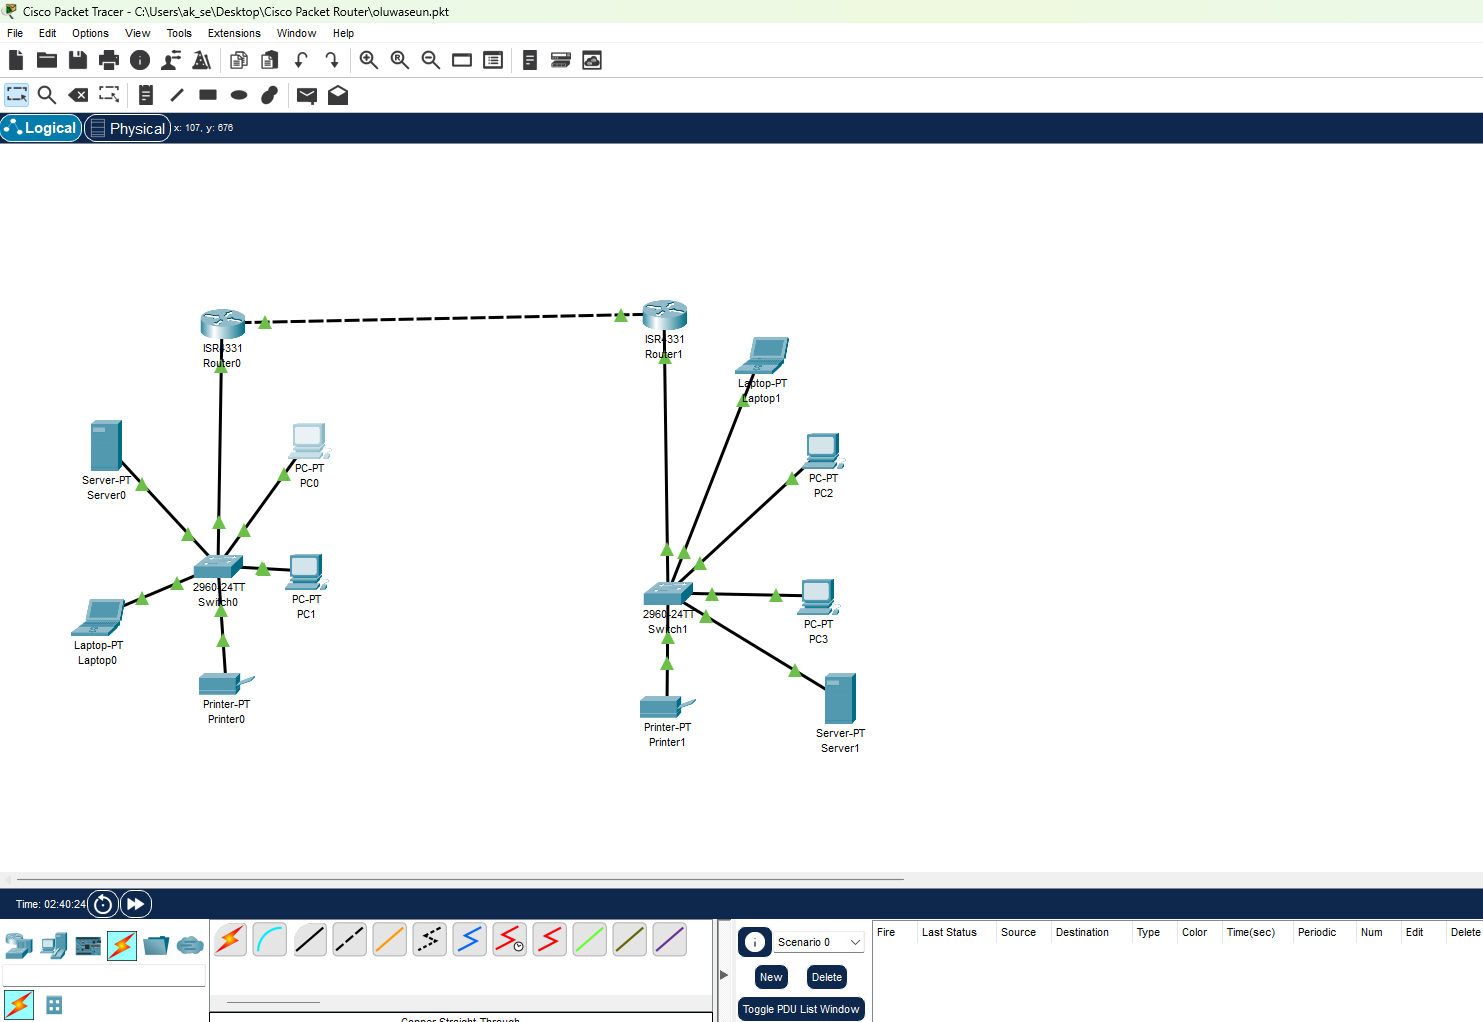 Cisco Packet Tracer - C:\Users\ak_se\Desktop\Cisco Packet Router\oluwaseun.pkt
File Edit Options View Tools Extensions Window Help
Logical Physical x: 107, y: 676
ISR4331
Router0
ISR4331
Router1
Laptop-PT
Laptop1
Server-PT
Server0
PC-PT
PC0
PC-PT
PC2
2960-24TT
Switch0
PC-PT
PC1
2960-24TT
Switch1
PC-PT
PC3
Laptop-PT
Laptop0
Printer-PT
Printer0
Printer-PT
Printer1
Server-PT
Server1
Time: 02:40:24
Scenario 0
New Delete
Toggle PDU List Window
Fire Last Status Source Destination Type Color Time(sec) Periodic Num Edit Delete
Copper Straight-Through